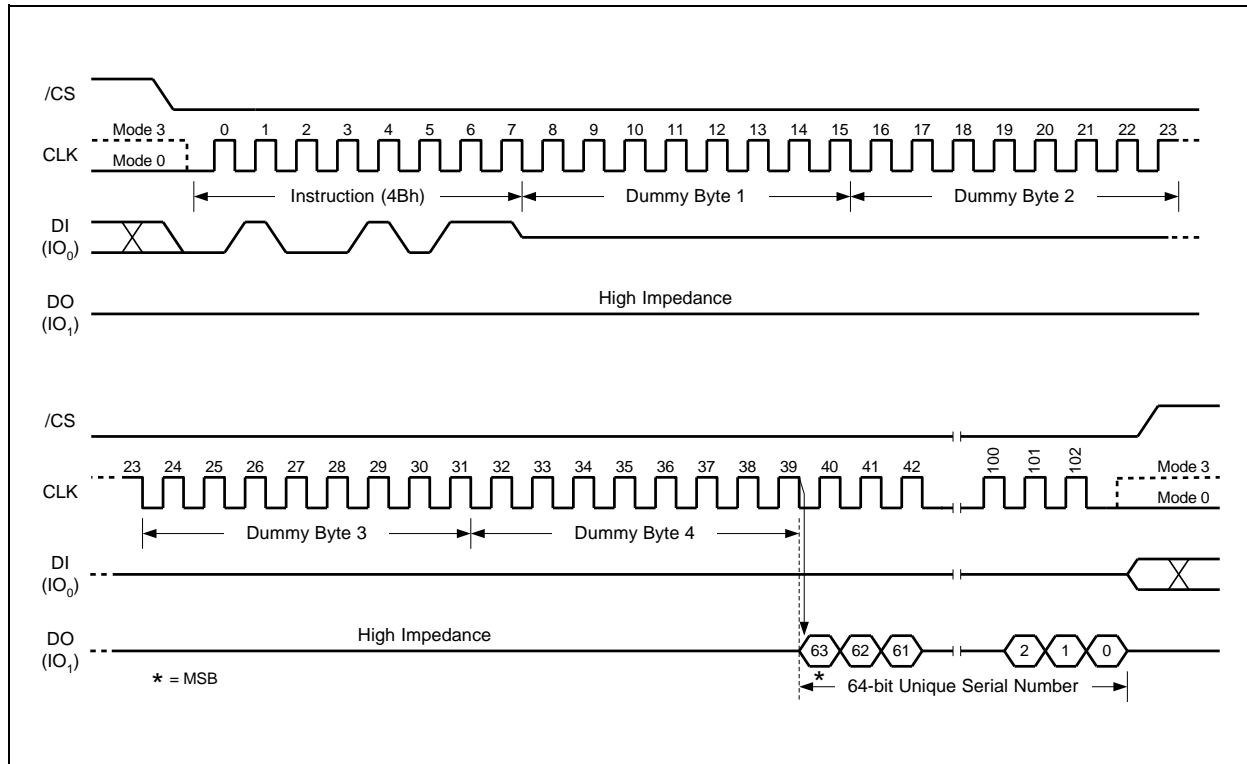 /CS
Mode 3 0 1 2 3 4 5 6 7 8 9 10 11 12 13 14 15 16 17 18 19 20 21 22 23
CLK
Mode 0
Instruction (4Bh) Dummy Byte 1 Dummy Byte 2
DI
(IO0)
High Impedance
DO
(IO1)
/CS
23 24 25 26 27 28 29 30 31 32 33 34 35 36 37 38 39 40 41 42 100 101 102 Mode 3
CLK
Mode 0
Dummy Byte 3 Dummy Byte 4
DI
(IO0)
High Impedance
DO
(IO1)
63 62 61 2 1 0
* = MSB
* 64-bit Unique Serial Number